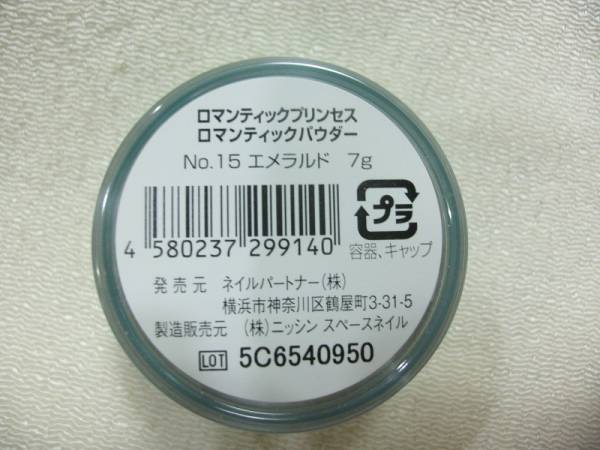 ロマンティックプリンセス
ロマンティックパウダー
No.15 エメラルド 7g
プラ
4 580237 299140 容器、キャップ
発売元 ネイルパートナー(株)
横浜市神奈川区鶴屋町3-31-5
製造販売元 (株)ニッシン スペースネイル
LOT 5C6540950